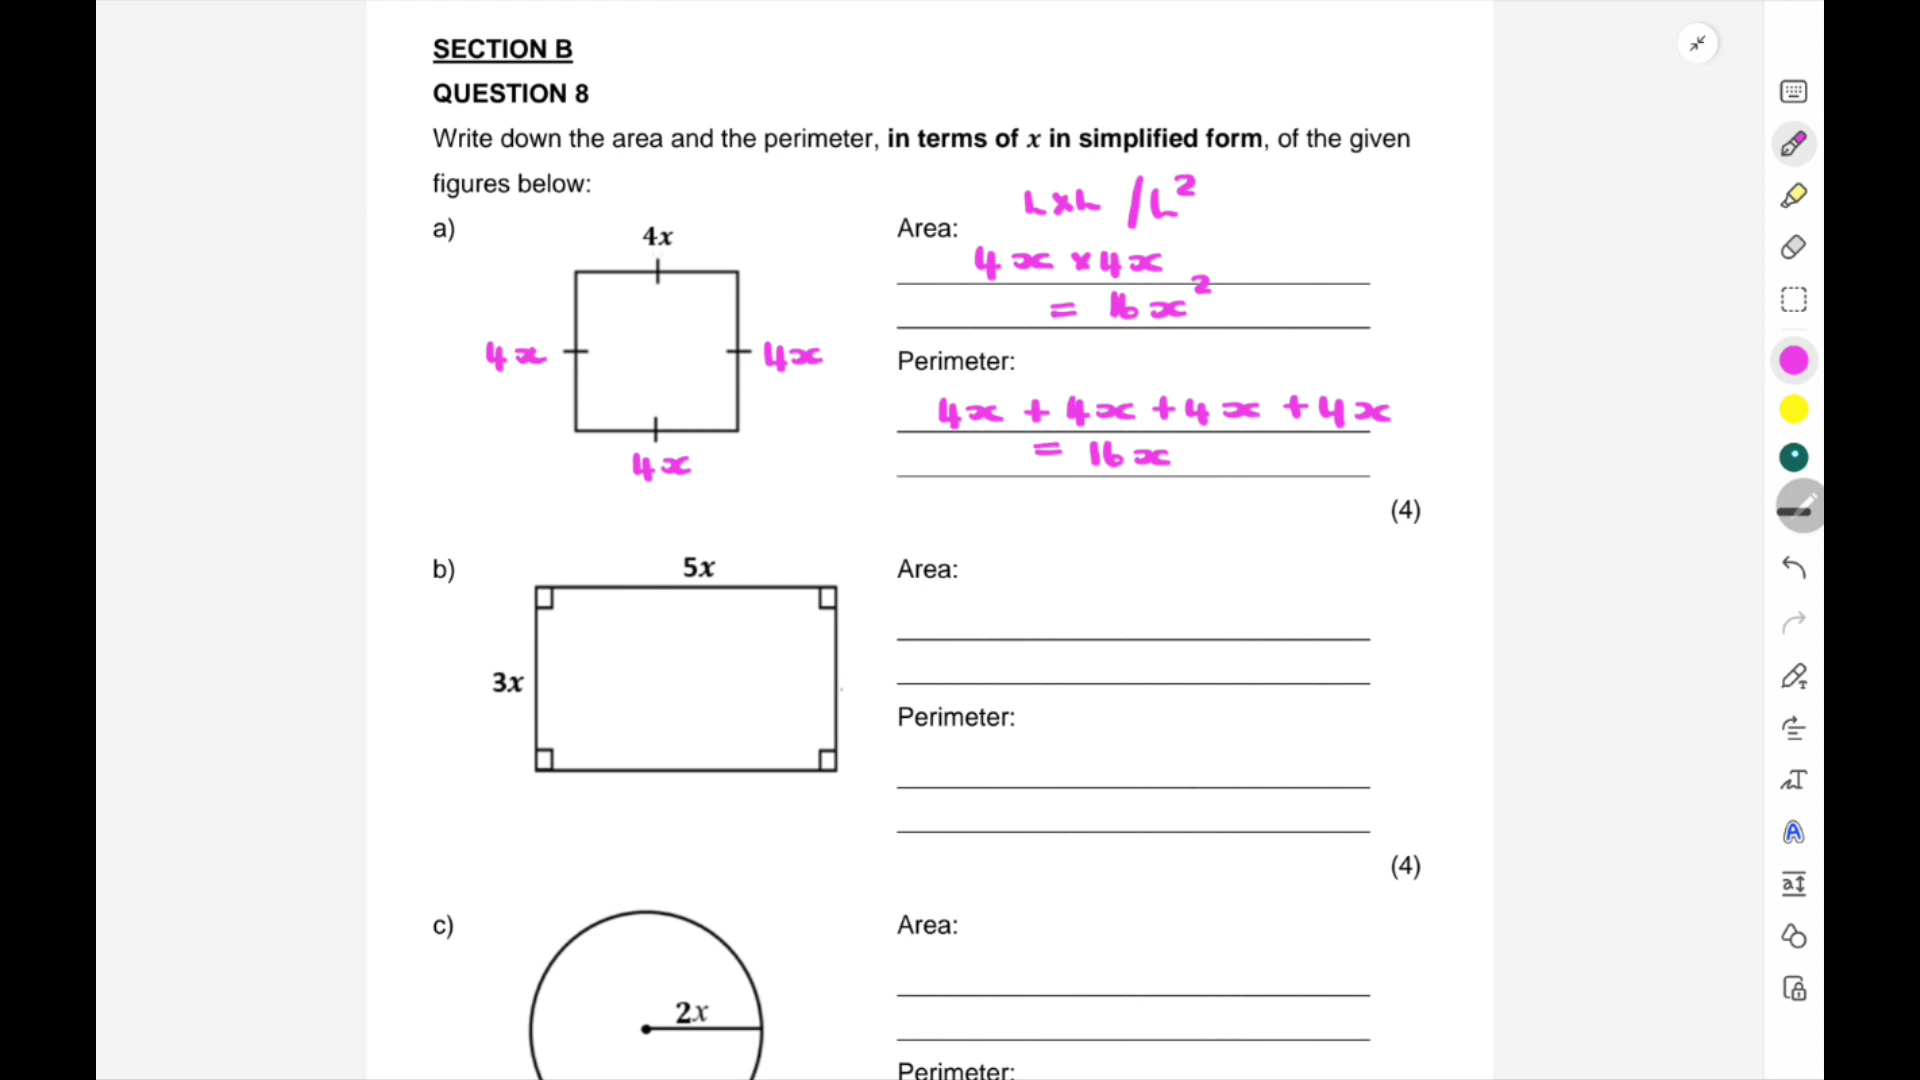 SECTION B
QUESTION 8
Write down the area and the perimeter, in terms of x in simplified form, of the given
figures below:
L×L /L²
a)
4x
Area:
4x × 4x
= 16x²
4x
4x
Perimeter:
4x + 4x + 4x + 4x
= 16x
4x
(4)
b)
5x
Area:
3x
Perimeter:
(4)
c)
Area:
2x
Perimeter: